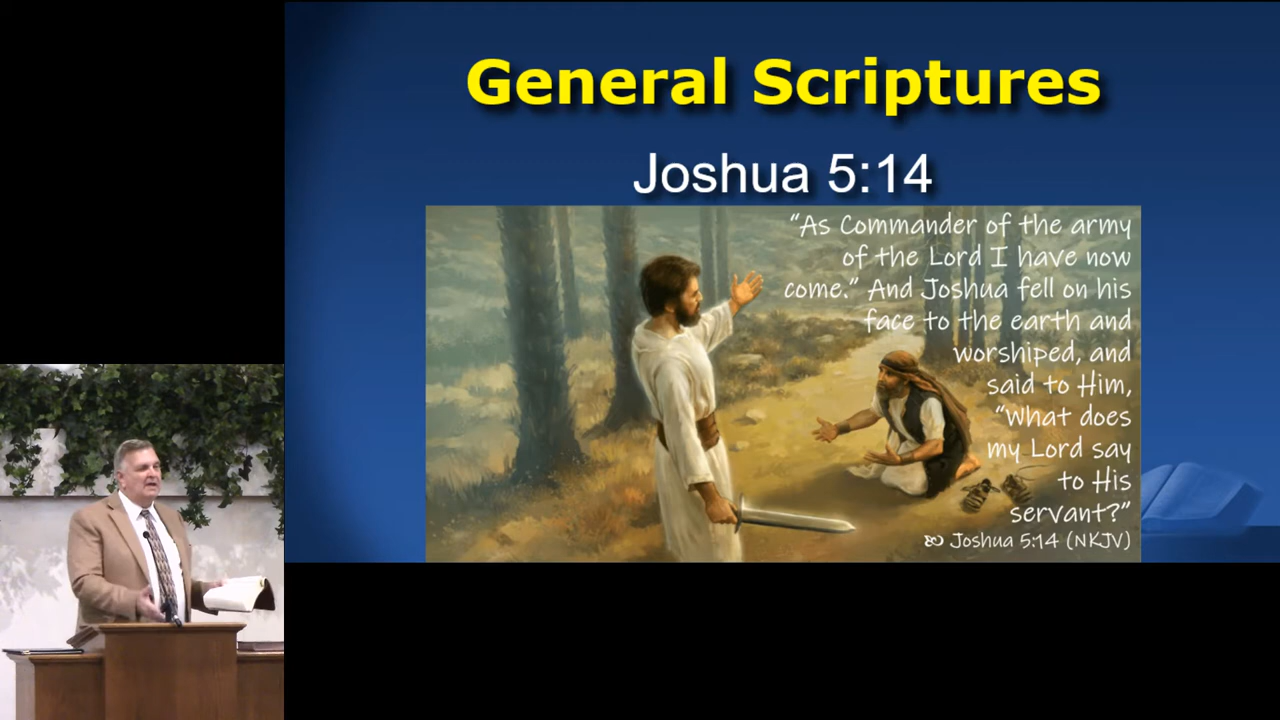 General Scriptures
Joshua 5:14
“As Commander of the army
of the Lord I have now
come.” And Joshua fell on his
face to the earth and
worshiped, and
said to Him,
“What does
my Lord say
to His
servant?”
Joshua 5:14 (NKJV)